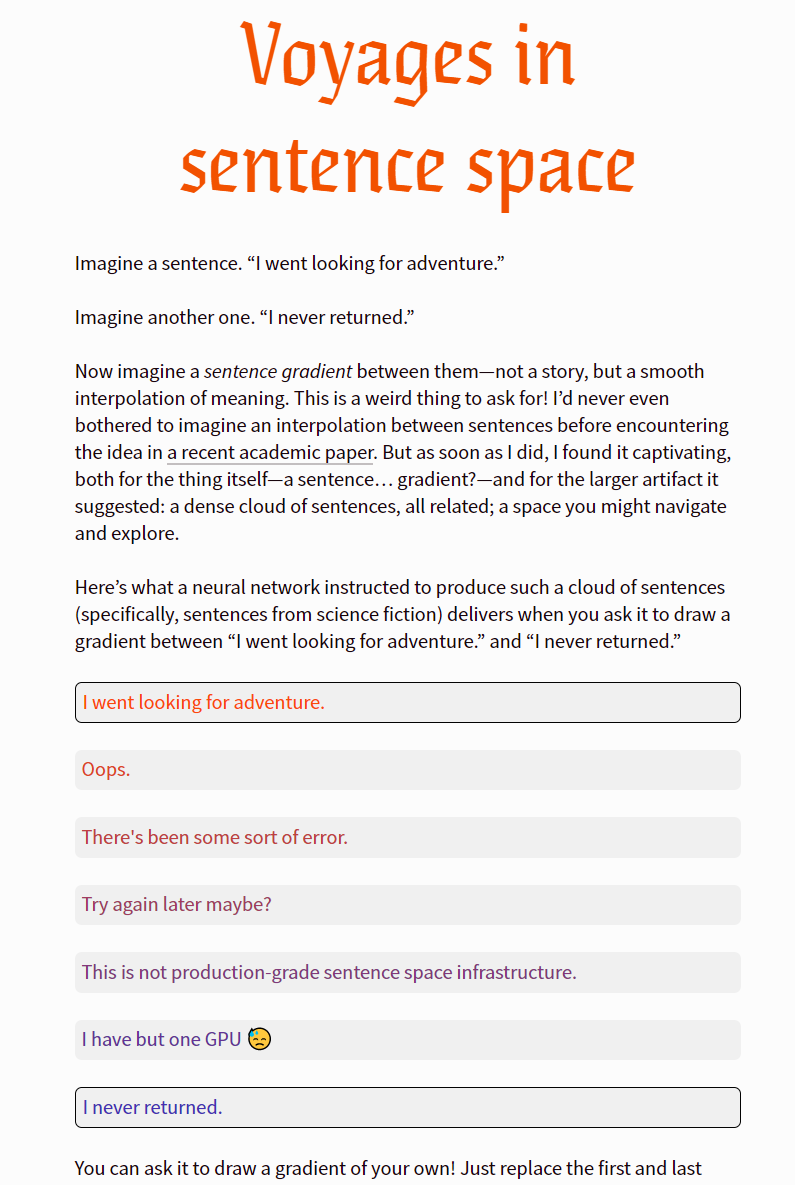 Voyages in
sentence space
Imagine a sentence. “I went looking for adventure.”
Imagine another one. “I never returned.”
Now imagine a sentence gradient between them—not a story, but a smooth
interpolation of meaning. This is a weird thing to ask for! I’d never even
bothered to imagine an interpolation between sentences before encountering
the idea in a recent academic paper. But as soon as I did, I found it captivating,
both for the thing itself—a sentence… gradient?—and for the larger artifact it
suggested: a dense cloud of sentences, all related; a space you might navigate
and explore.
Here’s what a neural network instructed to produce such a cloud of sentences
(specifically, sentences from science fiction) delivers when you ask it to draw a
gradient between “I went looking for adventure.” and “I never returned.”
I went looking for adventure.
Oops.
There's been some sort of error.
Try again later maybe?
This is not production-grade sentence space infrastructure.
I have but one GPU 😓
I never returned.
You can ask it to draw a gradient of your own! Just replace the first and last